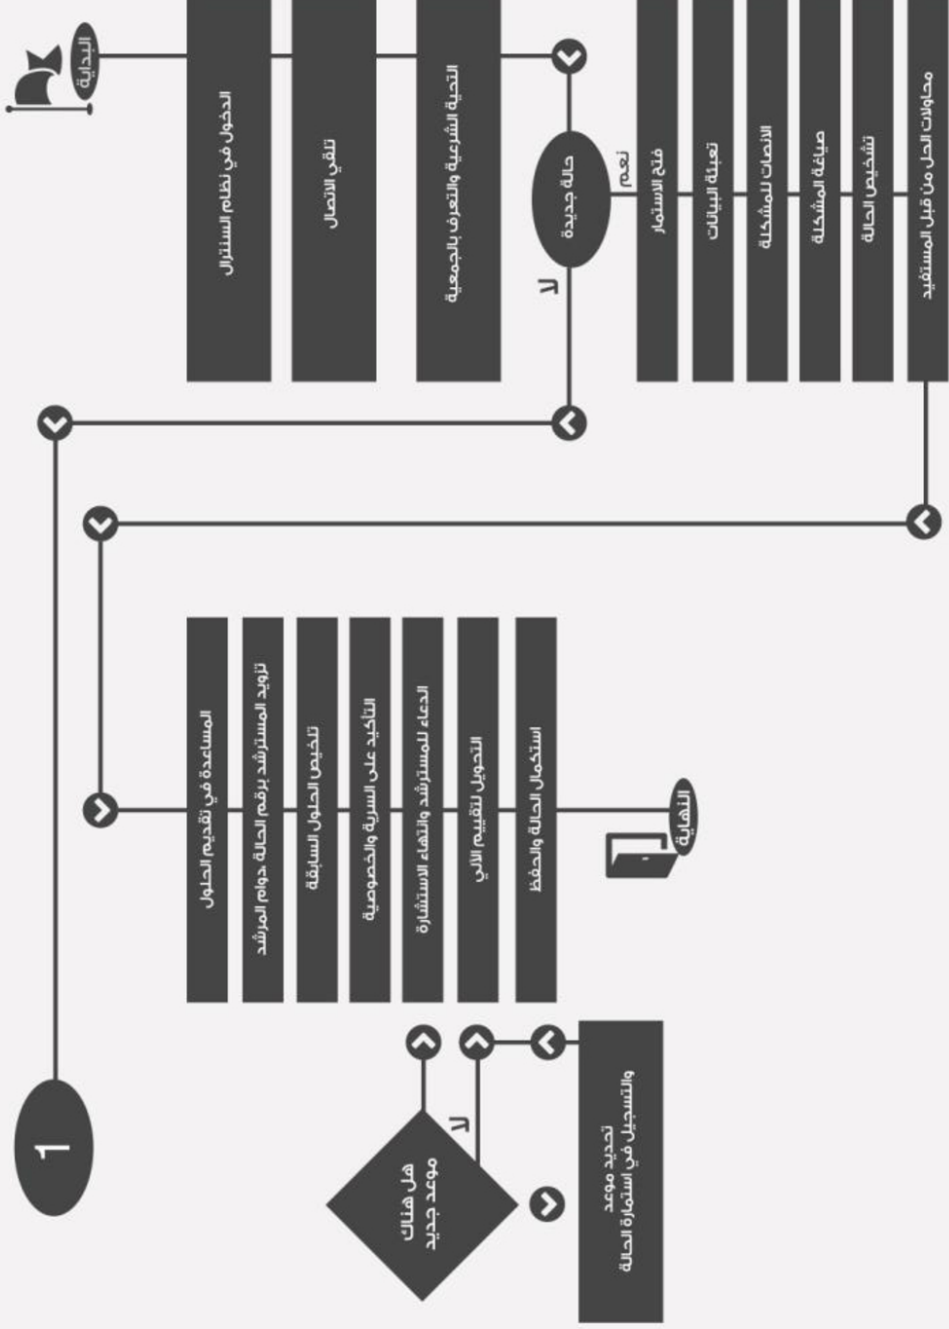 البداية
الدخول في نظام السنترال
تلقي الاتصال
التحية الشرعية والتعرف بالجمعية
حالة جديدة
نعم
لا
فتح الاستمار
تعبئة البيانات
الانصات للمشكلة
صياغة المشكلة
تشخيص الحالة
محاولات الحل من قبل المستفيد
المساعدة في تقديم الحلول
تزويد المسترشد برقم الحالة ،دوام المرشد
تلخيص الحلول السابقة
التأكيد على السرية والخصوصية
الدعاء للمسترشد وانتهاء الاستشارة
التحويل لتقييم الآلي
استكمال الحالة والحفظ
النهاية
1
هل هناك
موعد جديد
لا
تحديد موعد
والتسجيل في استمارة الحالة